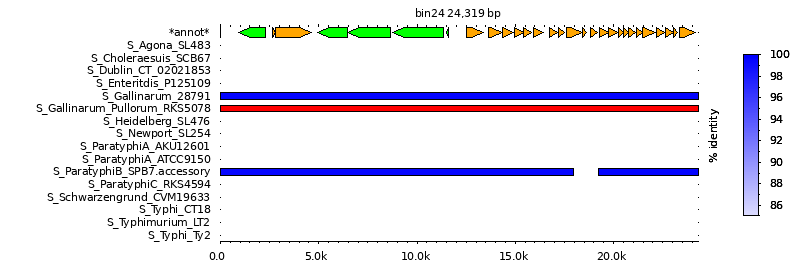 bin24 24,319 bp
*annot*
S_Agona_SL483
S_Choleraesuis_SCB67
S_Dublin_CT_02021853
S_Enteritidis_P125109
S_Gallinarum_28791
S_Gallinarum_Pullorum_RKS5078
S_Heidelberg_SL476
S_Newport_SL254
S_ParatyphiA_AKU12601
S_ParatyphiA_ATCC9150
S_ParatyphiB_SPB7.accessory
S_ParatyphiC_RKS4594
S_Schwarzengrund_CVM19633
S_Typhi_CT18
S_Typhimurium_LT2
S_Typhi_Ty2
0.0 5.0k 10.0k 15.0k 20.0k
% identity
100
98
96
94
92
90
88
86